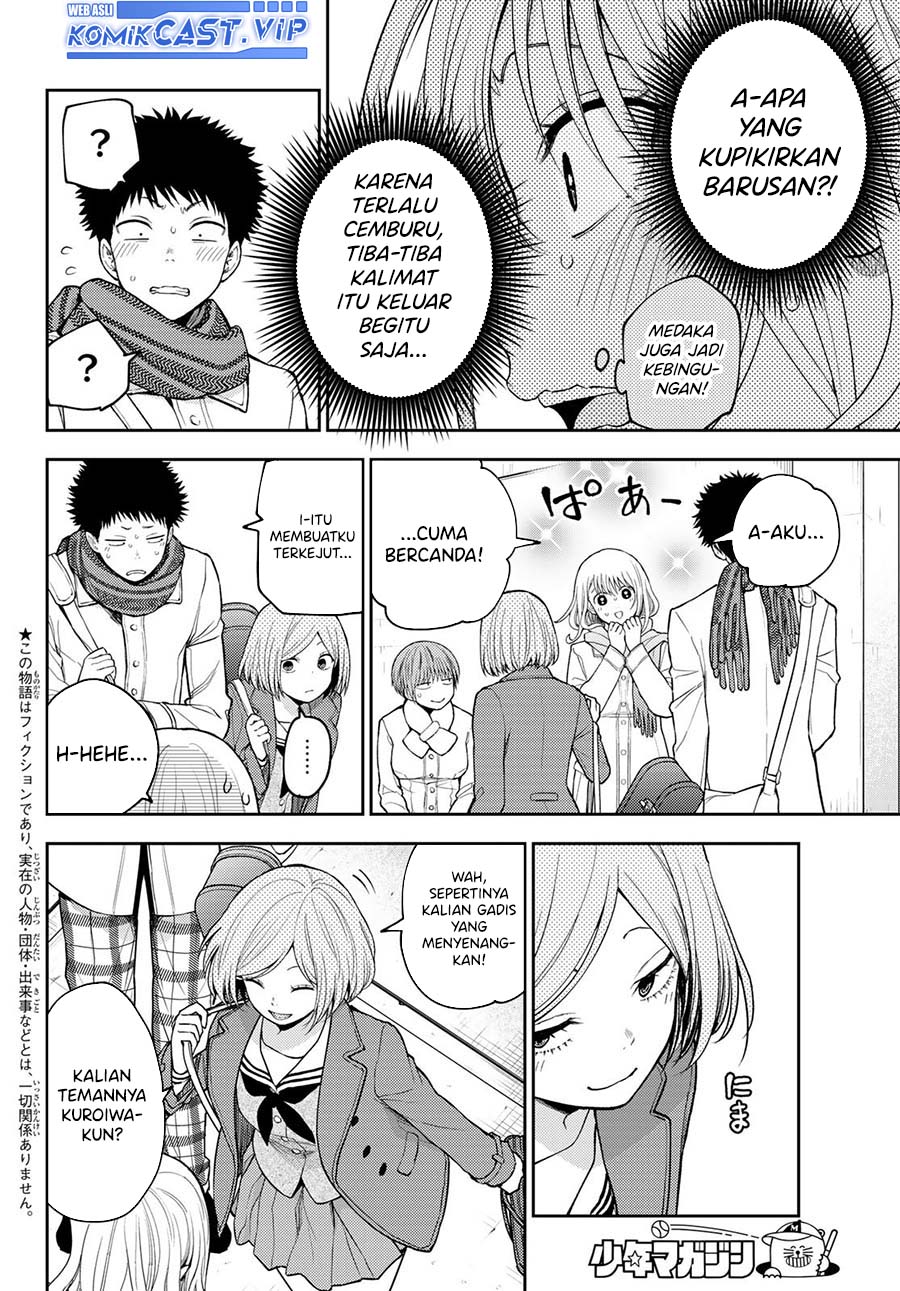 WEB ASLI
KOMIKCAST.VIP
A-APA
YANG
KUPIKIRKAN
BARUSAN?!
KARENA
TERLALU
CEMBURU,
TIBA-TIBA
KALIMAT
ITU KELUAR
BEGITU
SAJA...
MEDAKA
JUGA JADI
KEBINGU-
NGAN!
?
?
A-AKU...
ぱあー
...CUMA
BERCANDA!
I-ITU
MEMBUATKU
TERKEJUT...
......
H-HEHE...
にま
WAH,
SEPERTINYA
KALIAN GADIS
YANG
MENYENANG-
KAN!
KALIAN
TEMANNYA
KUROIWA-
KUN?
★この物語はフィクションであり、実在の人物・団体・出来事などとは、一切関係ありません。
少年マガジン
M